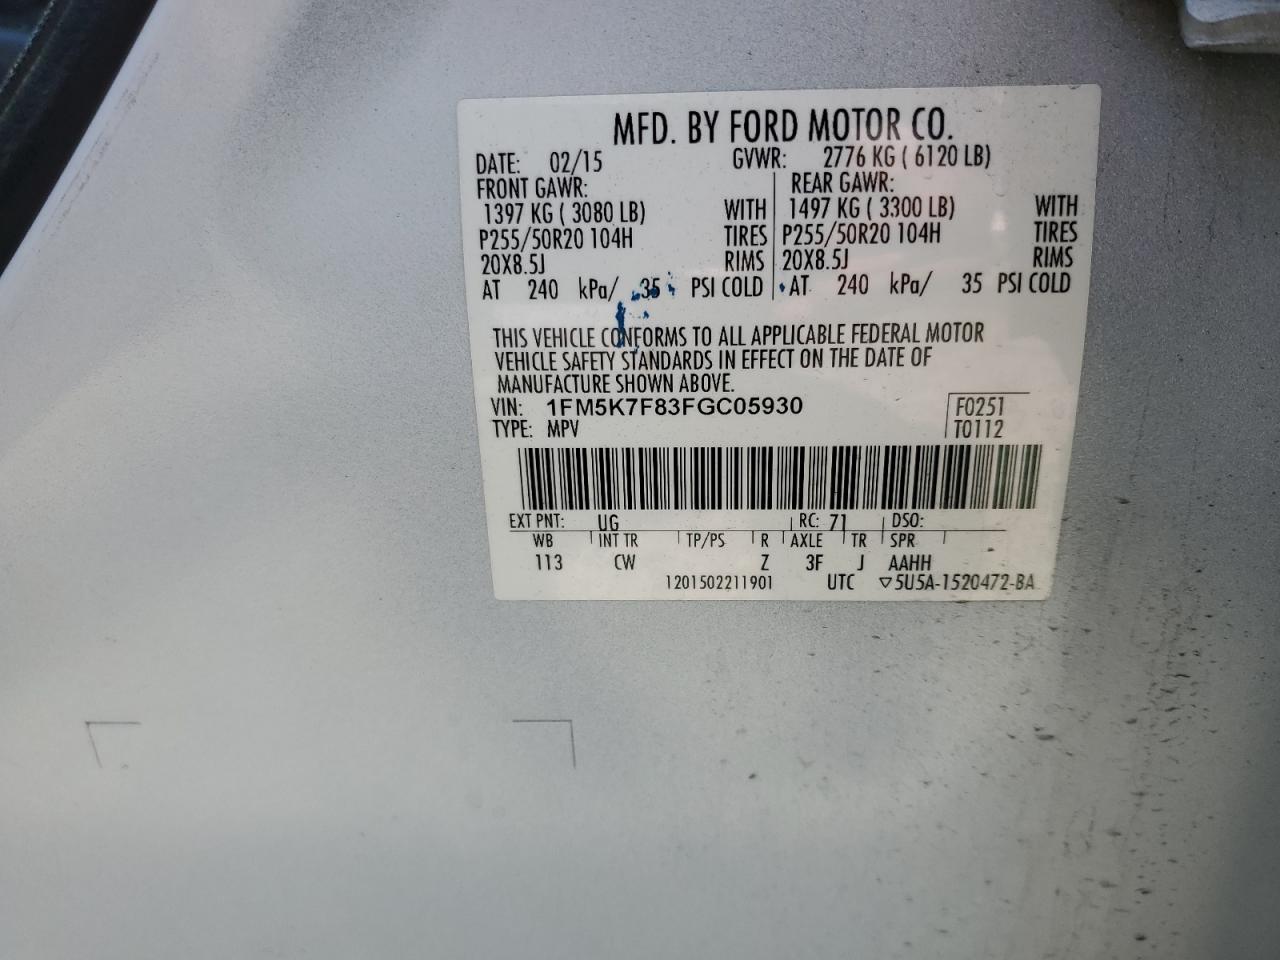 MFD. BY FORD MOTOR CO.
DATE: 02/15 GVWR: 2776 KG ( 6120 LB)
FRONT GAWR: REAR GAWR:
1397 KG ( 3080 LB) WITH 1497 KG ( 3300 LB) WITH
P255/50R20 104H TIRES P255/50R20 104H TIRES
20X8.5J RIMS 20X8.5J RIMS
AT 240 kPa/ 35 PSI COLD AT 240 kPa/ 35 PSI COLD
THIS VEHICLE CONFORMS TO ALL APPLICABLE FEDERAL MOTOR
VEHICLE SAFETY STANDARDS IN EFFECT ON THE DATE OF
MANUFACTURE SHOWN ABOVE.
VIN: 1FM5K7F83FGC05930 F0251
TYPE: MPV T0112
EXT PNT: UG RC: 71 DSO:
WB INT TR TP/PS R AXLE TR SPR
113 CW Z 3F J AAHH
1201502211901 UTC ▽5U5A-1520472-BA